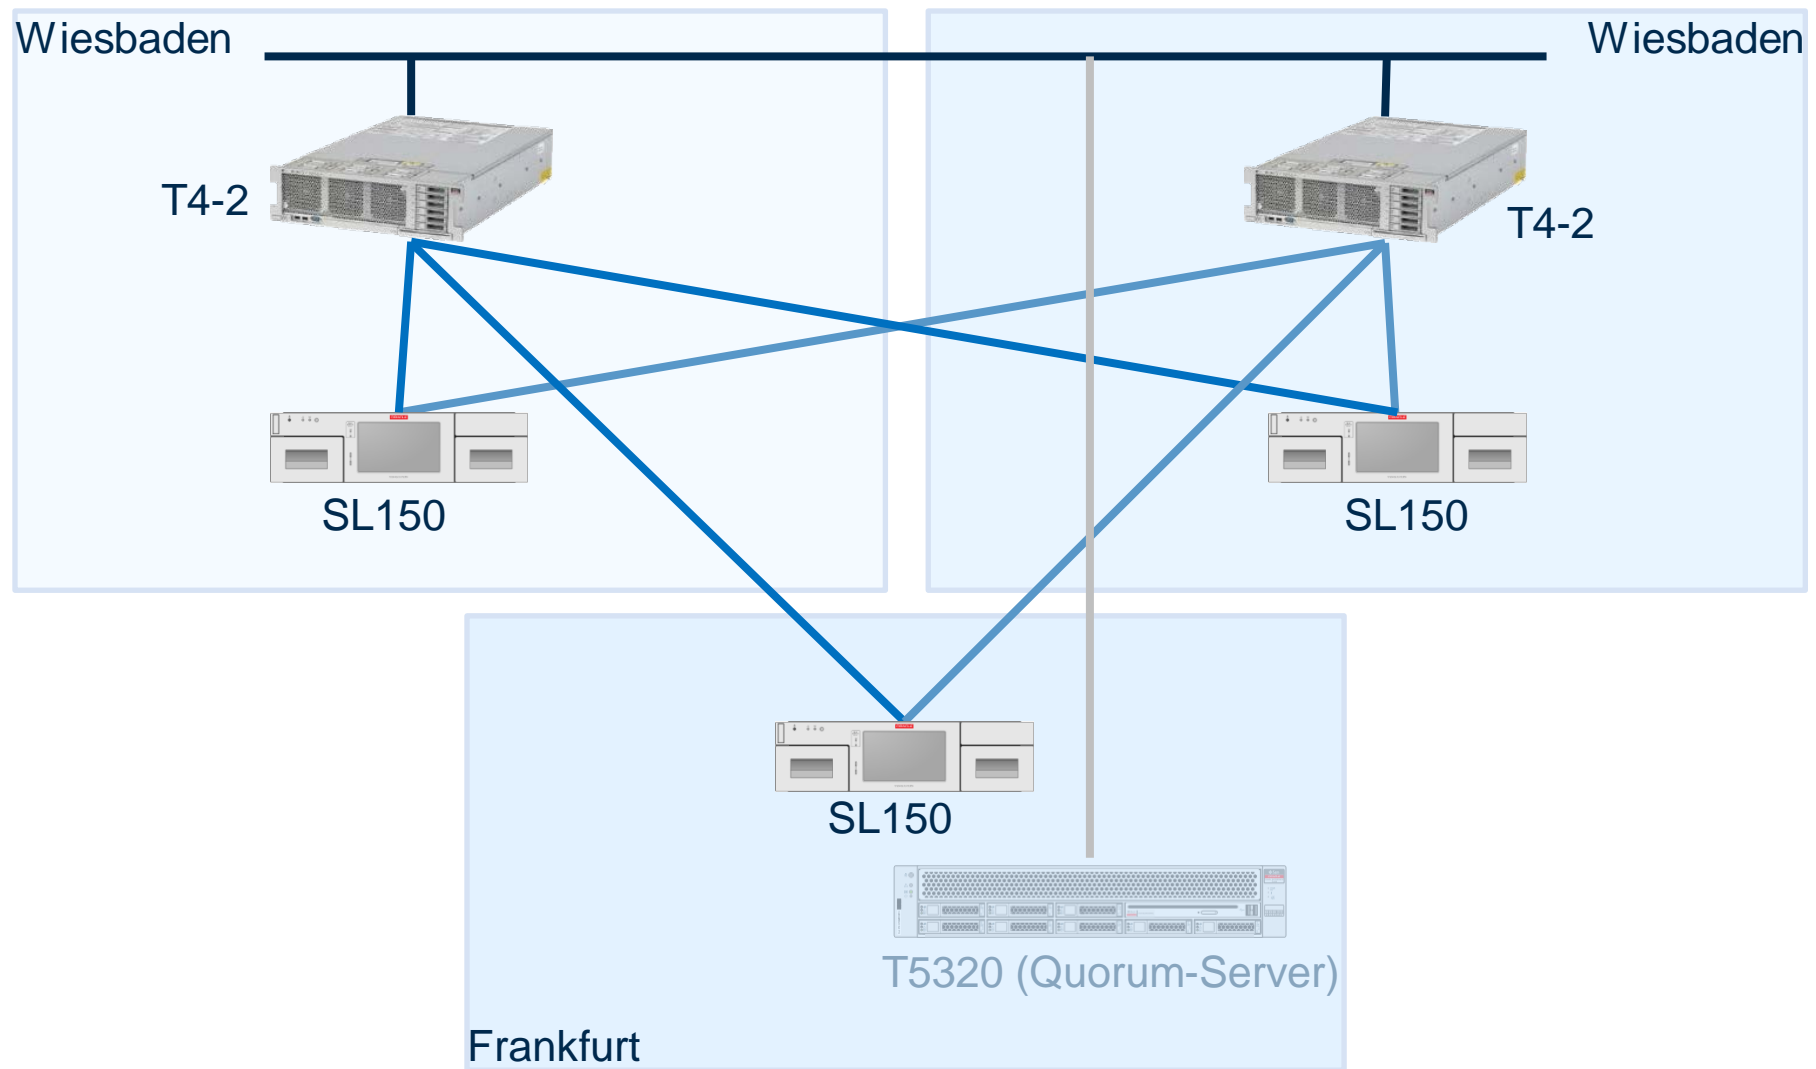 Wiesbaden
Wiesbaden
T4-2
T4-2
SL150
SL150
SL150
T5320 (Quorum-Server)
Frankfurt